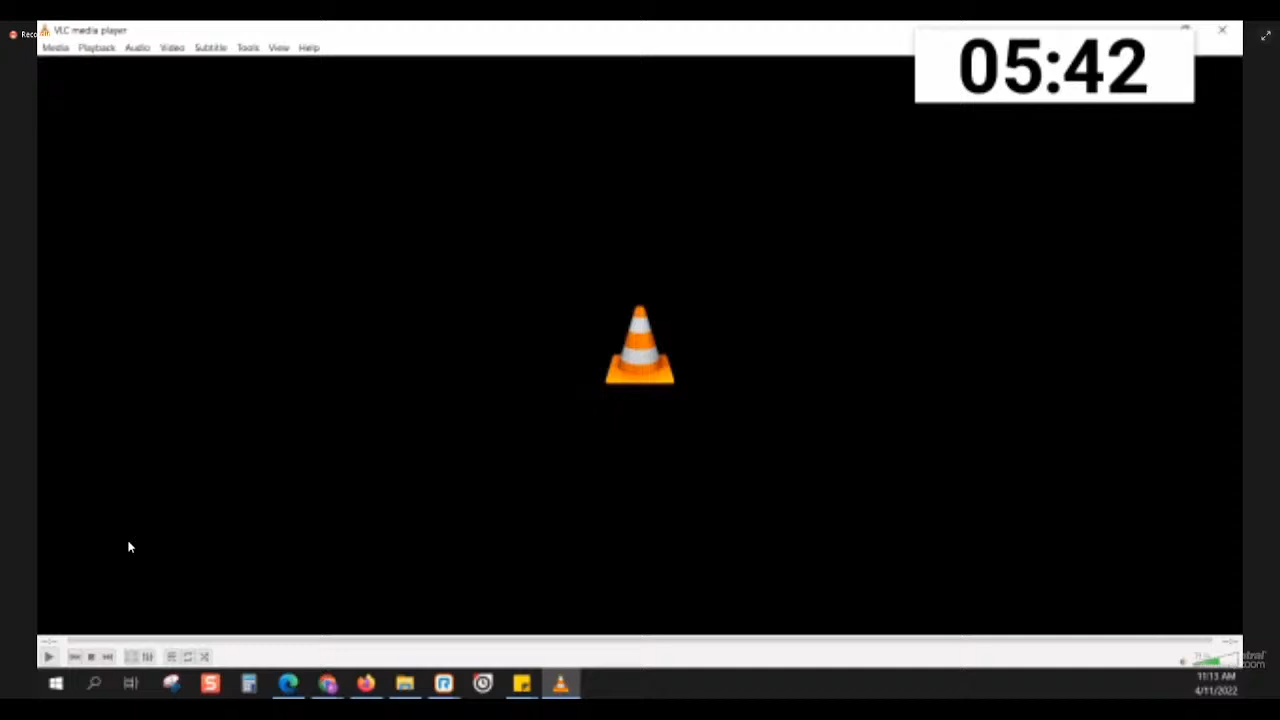 VLC media player
Media Playback Audio Video Subtitle Tools View Help
05:42
11:13 AM
4/11/2022